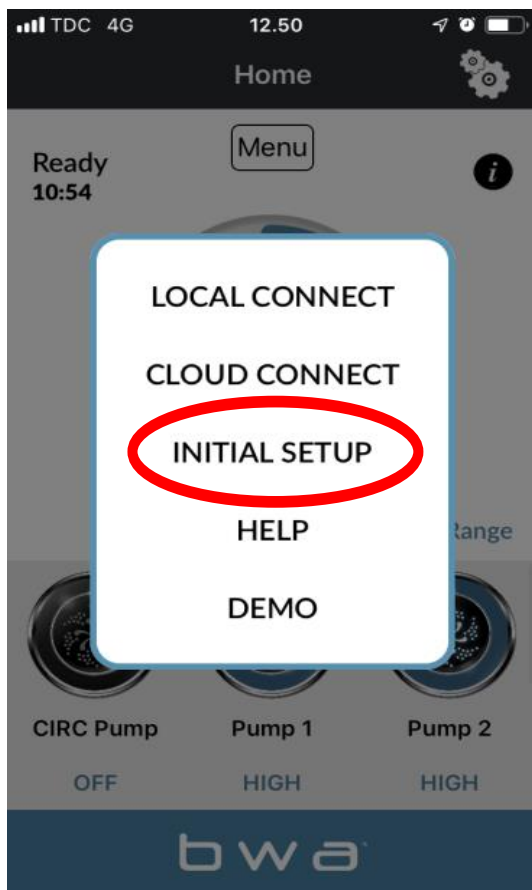 TDC 4G 12.50
Home
Menu
Ready
10:54
i
LOCAL CONNECT
CLOUD CONNECT
INITIAL SETUP
HELP
Range
DEMO
CIRC Pump Pump 1 Pump 2
OFF HIGH HIGH
bwa